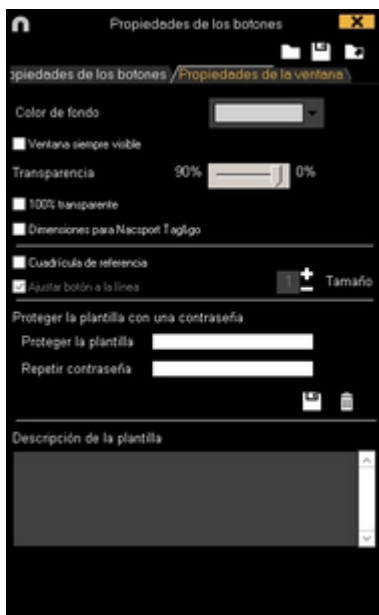 Propiedades de los botones
opiedades de los botones / Propiedades de la ventana
Color de fondo
Ventana siempre visible
Transparencia 90% 0%
100% transparente
Dimensiones para Nacsport Tag&go
Cuadrícula de referencia
Ajustar botón a la línea 1 Tamaño
Proteger la plantilla con una contraseña
Proteger la plantilla
Repetir contraseña
Descripción de la plantilla